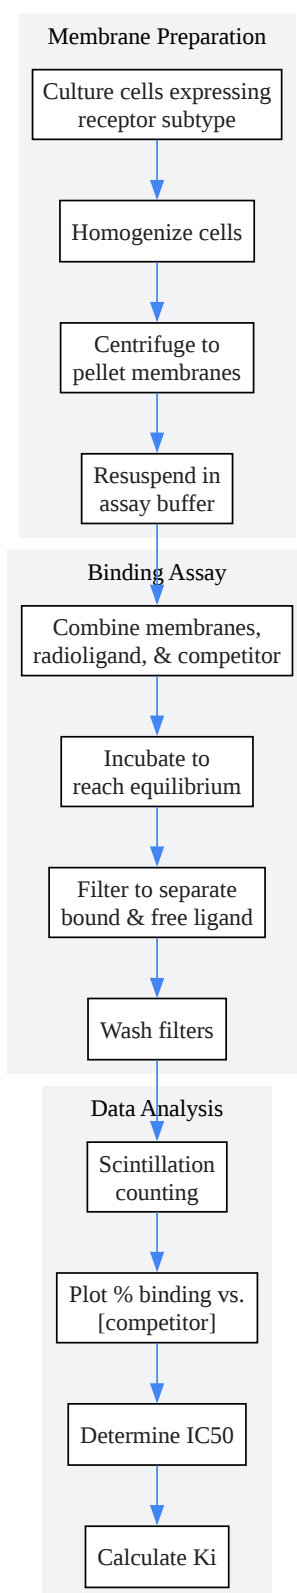 Membrane Preparation
Culture cells expressing
receptor subtype
Homogenize cells
Centrifuge to
pellet membranes
Resuspend in
assay buffer
Binding Assay
Combine membranes,
radioligand, & competitor
Incubate to
reach equilibrium
Filter to separate
bound & free ligand
Wash filters
Data Analysis
Scintillation
counting
Plot % binding vs.
[competitor]
Determine IC50
Calculate Ki